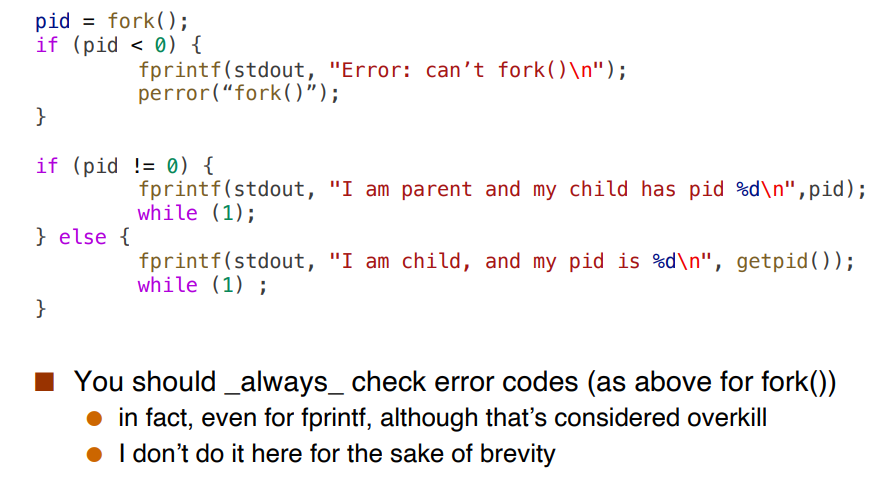 pid = fork();
if (pid < 0) {
fprintf(stdout, "Error: can’t fork()\n");
perror(“fork()”);
}
if (pid != 0) {
fprintf(stdout, "I am parent and my child has pid %d\n",pid);
while (1);
} else {
fprintf(stdout, "I am child, and my pid is %d\n", getpid());
while (1) ;
}
You should _always_ check error codes (as above for fork())
in fact, even for fprintf, although that’s considered overkill
I don’t do it here for the sake of brevity